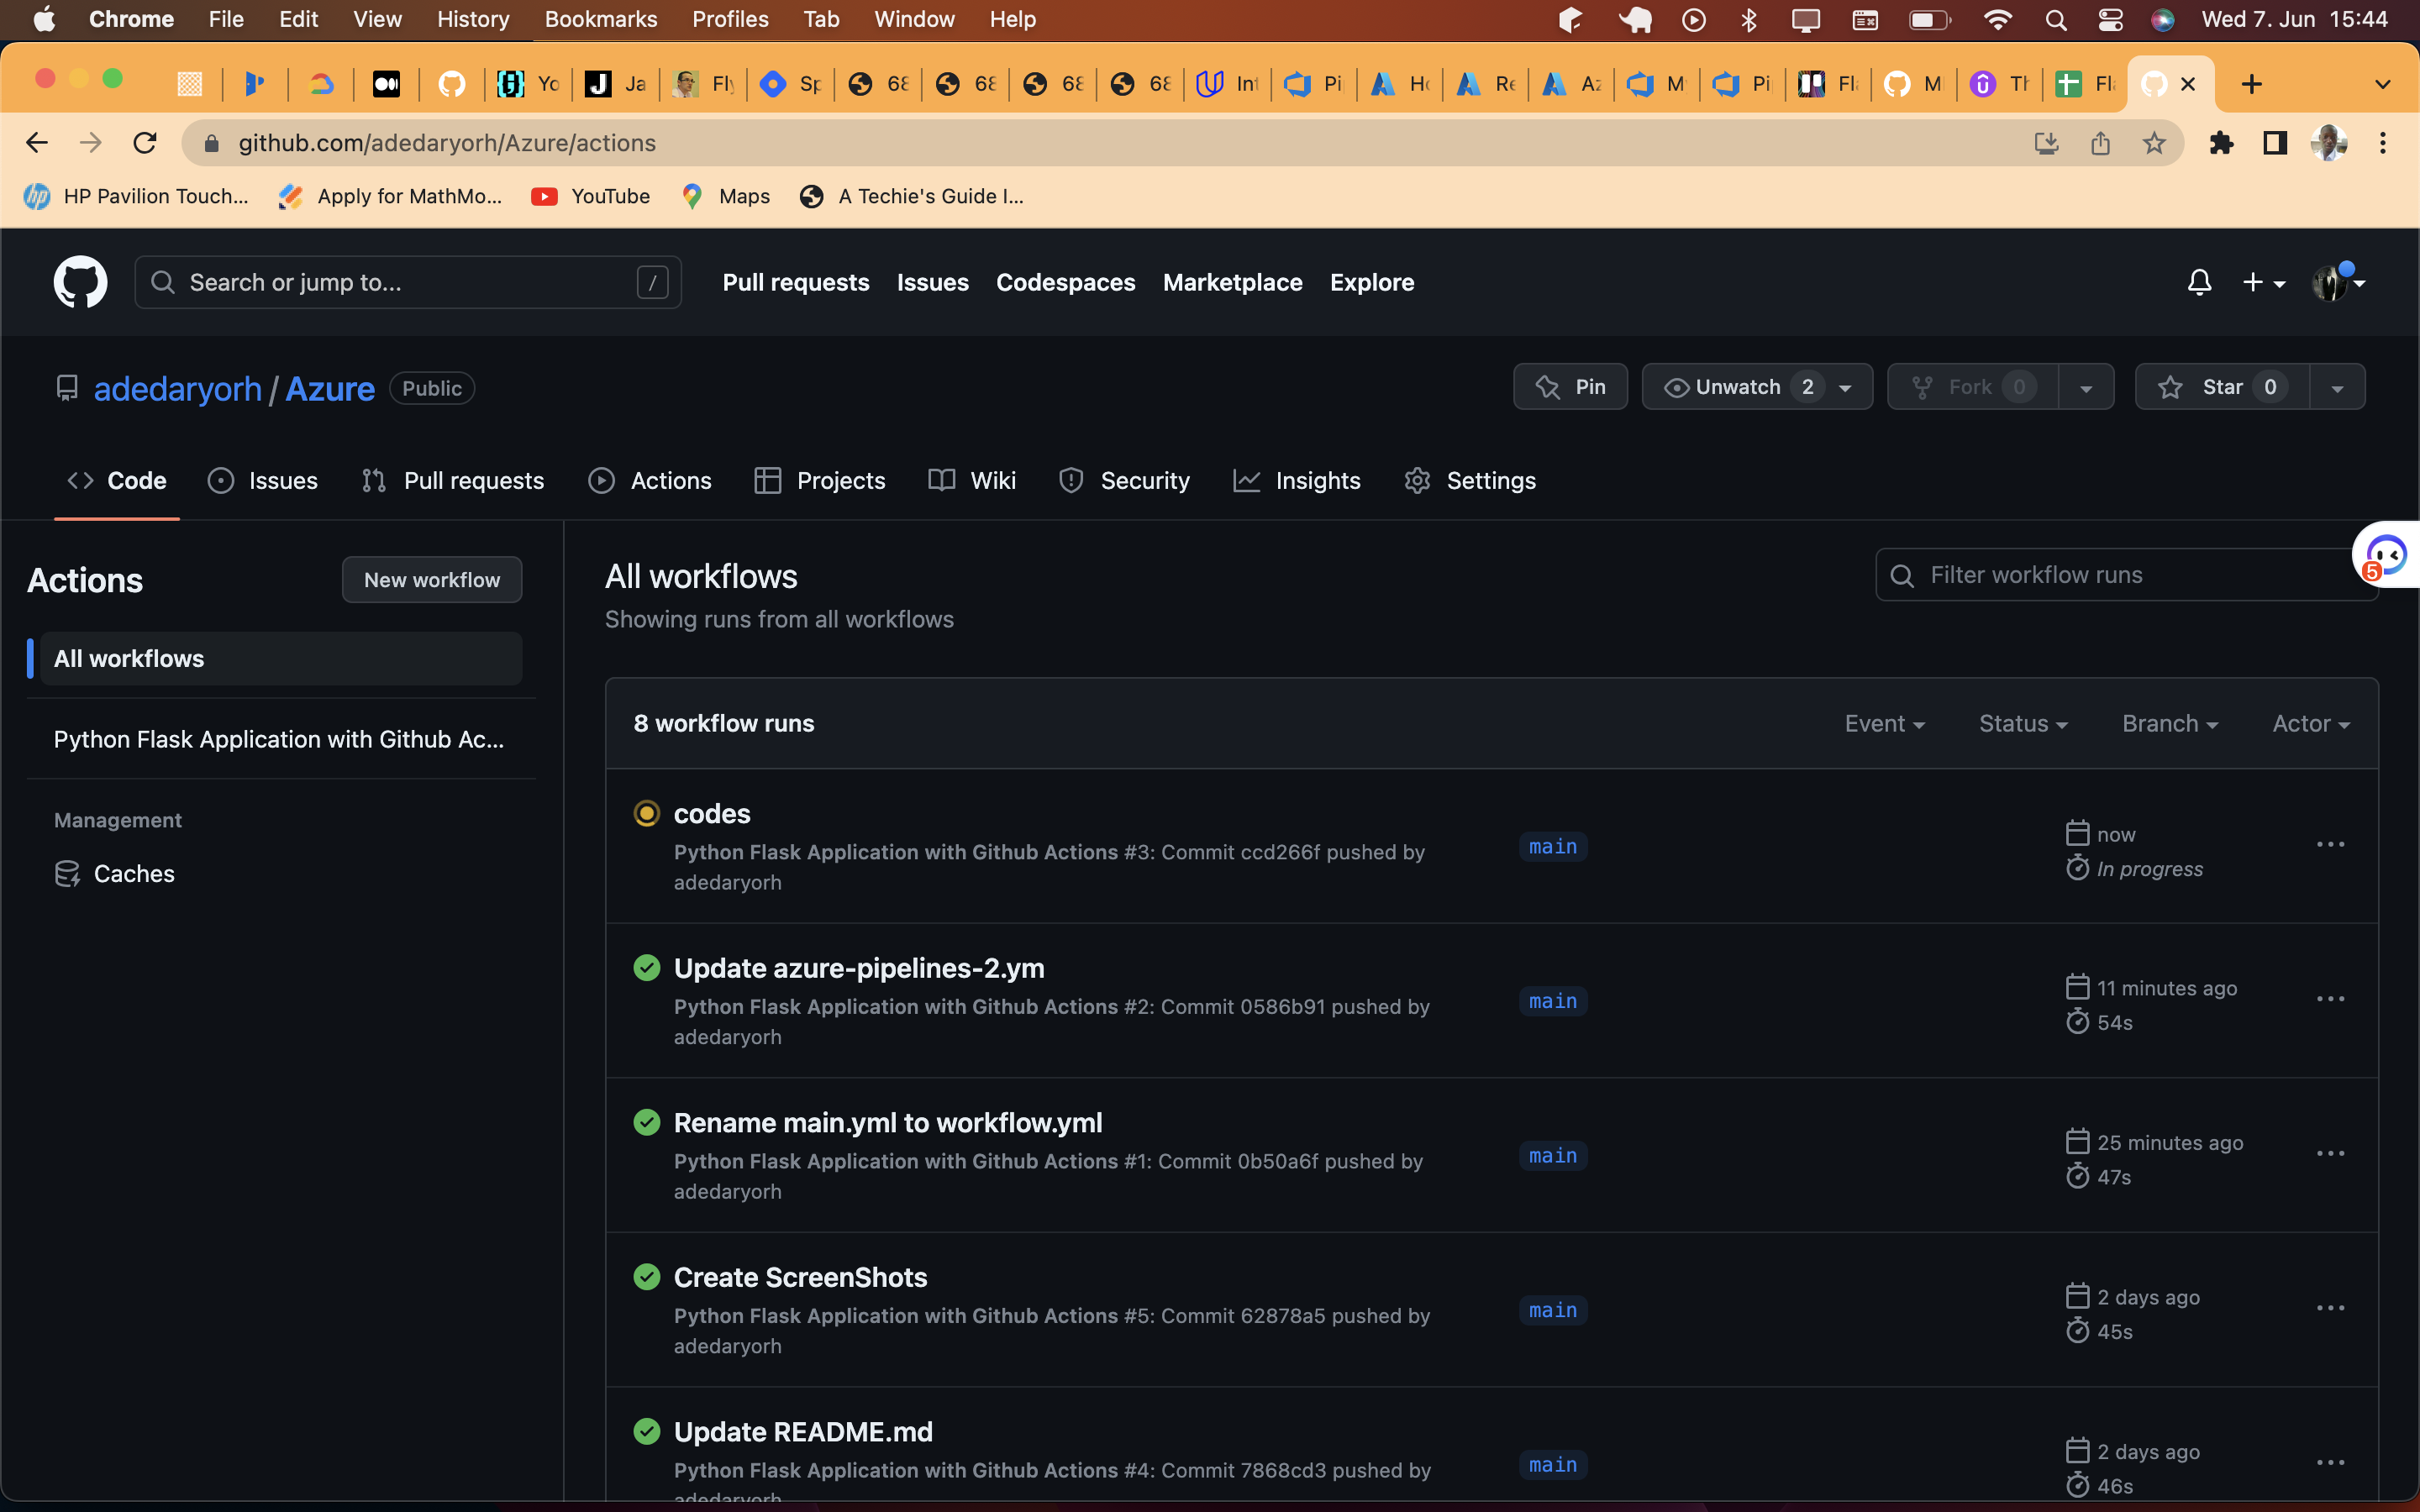 Chrome File Edit View History Bookmarks Profiles Tab Window Help Wed 7. Jun 15:44
Yo Ja Fly Sp 68 68 68 68 Int Pi Ho Re Az M Pi Fl M Th Fl
github.com/adedaryorh/Azure/actions
HP Pavilion Touch... Apply for MathMo... YouTube Maps A Techie's Guide I...
Search or jump to... / Pull requests Issues Codespaces Marketplace Explore
adedaryorh / Azure Public Pin Unwatch 2 Fork 0 Star 0
Code Issues Pull requests Actions Projects Wiki Security Insights Settings
Actions New workflow
All workflows
Python Flask Application with Github Ac...
Management
Caches
All workflows
Showing runs from all workflows
Filter workflow runs
5
8 workflow runs Event Status Branch Actor
codes
Python Flask Application with Github Actions #3: Commit ccd266f pushed by
adedaryorh
main
now
In progress
Update azure-pipelines-2.ym
Python Flask Application with Github Actions #2: Commit 0586b91 pushed by
adedaryorh
main
11 minutes ago
54s
Rename main.yml to workflow.yml
Python Flask Application with Github Actions #1: Commit 0b50a6f pushed by
adedaryorh
main
25 minutes ago
47s
Create ScreenShots
Python Flask Application with Github Actions #5: Commit 62878a5 pushed by
adedaryorh
main
2 days ago
45s
Update README.md
Python Flask Application with Github Actions #4: Commit 7868cd3 pushed by
adedaryorh
main
2 days ago
46s